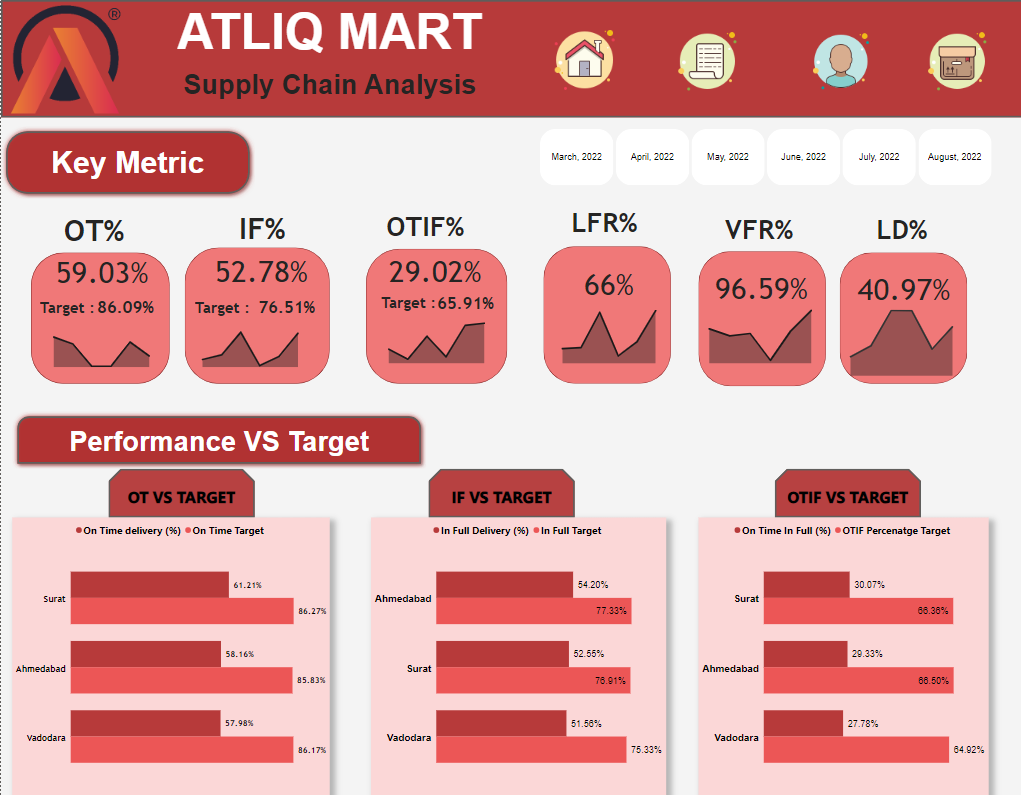 ®
ATLIQ MART
Supply Chain Analysis
Key Metric
March, 2022 April, 2022 May, 2022 June, 2022 July, 2022 August, 2022
OT% IF% OTIF% LFR% VFR% LD%
59.03% 52.78% 29.02% 66% 96.59% 40.97%
Target : 86.09% Target : 76.51% Target : 65.91%
Performance VS Target
OT VS TARGET
On Time delivery (%) On Time Target
Surat
61.21%
86.27%
Ahmedabad
58.16%
85.83%
Vadodara
57.98%
86.17%
IF VS TARGET
In Full Delivery (%) In Full Target
Ahmedabad
54.20%
77.33%
Surat
52.55%
76.91%
Vadodara
51.56%
75.33%
OTIF VS TARGET
On Time In Full (%) OTIF Percenatge Target
Surat
30.07%
66.36%
Ahmedabad
29.33%
66.50%
Vadodara
27.78%
64.92%